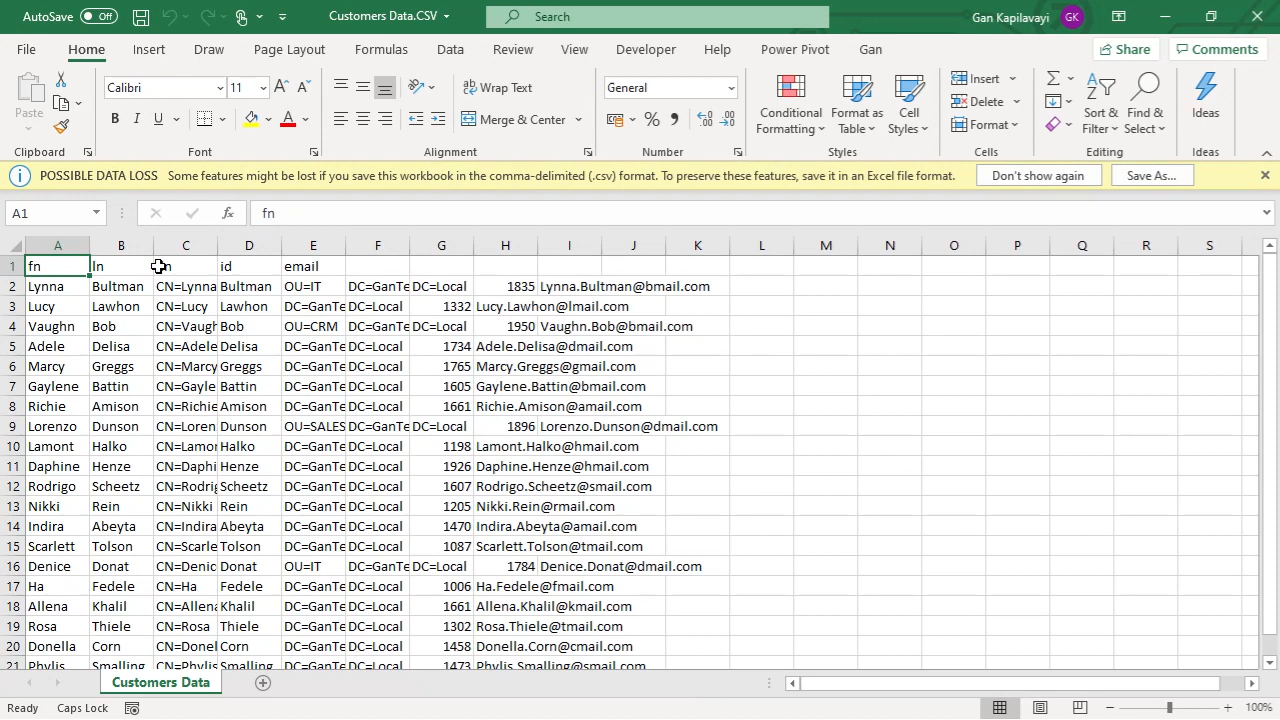 AutoSave Off Customers Data.CSV Search Gan Kapilavayi GK
File Home Insert Draw Page Layout Formulas Data Review View Developer Help Power Pivot Gan Share Comments
Paste Calibri 11 A A Wrap Text General Conditional Formatting Format as Table Cell Styles Insert Sort & Filter Find & Select Ideas
B I U A Merge & Center % Delete
Format
Clipboard Font Alignment Number Styles Cells Editing Ideas
POSSIBLE DATA LOSS Some features might be lost if you save this workbook in the comma-delimited (.csv) format. To preserve these features, save it in an Excel file format. Don't show again Save As...
A1 fx fn
A B C D E F G H I J K L M N O P Q R S
1 fn ln id email
2 Lynna Bultman CN=Lynna Bultman OU=IT DC=GanTe DC=Local 1835 Lynna.Bultman@bmail.com
3 Lucy Lawhon CN=Lucy Lawhon DC=GanTe DC=Local 1332 Lucy.Lawhon@lmail.com
4 Vaughn Bob CN=Vaugh Bob OU=CRM DC=GanTe DC=Local 1950 Vaughn.Bob@bmail.com
5 Adele Delisa CN=Adele Delisa DC=GanTe DC=Local 1734 Adele.Delisa@dmail.com
6 Marcy Greggs CN=Marcy Greggs DC=GanTe DC=Local 1765 Marcy.Greggs@gmail.com
7 Gaylene Battin CN=Gayle Battin DC=GanTe DC=Local 1605 Gaylene.Battin@bmail.com
8 Richie Amison CN=Richie Amison DC=GanTe DC=Local 1661 Richie.Amison@amail.com
9 Lorenzo Dunson CN=Loren Dunson OU=SALES DC=GanTe DC=Local 1896 Lorenzo.Dunson@dmail.com
10 Lamont Halko CN=Lamor Halko DC=GanTe DC=Local 1198 Lamont.Halko@hmail.com
11 Daphine Henze CN=Daphi Henze DC=GanTe DC=Local 1926 Daphine.Henze@hmail.com
12 Rodrigo Scheetz CN=Rodrig Scheetz DC=GanTe DC=Local 1607 Rodrigo.Scheetz@smail.com
13 Nikki Rein CN=Nikki Rein DC=GanTe DC=Local 1205 Nikki.Rein@rmail.com
14 Indira Abeyta CN=Indira Abeyta DC=GanTe DC=Local 1470 Indira.Abeyta@amail.com
15 Scarlett Tolson CN=Scarle Tolson DC=GanTe DC=Local 1087 Scarlett.Tolson@tmail.com
16 Denice Donat CN=Denic Donat OU=IT DC=GanTe DC=Local 1784 Denice.Donat@dmail.com
17 Ha Fedele CN=Ha Fedele DC=GanTe DC=Local 1006 Ha.Fedele@fmail.com
18 Allena Khalil CN=Allena Khalil DC=GanTe DC=Local 1661 Allena.Khalil@kmail.com
19 Rosa Thiele CN=Rosa Thiele DC=GanTe DC=Local 1302 Rosa.Thiele@tmail.com
20 Donella Corn CN=Donel Corn DC=GanTe DC=Local 1458 Donella.Corn@cmail.com
21 Phylis Smalling CN=Phylis Smalling DC=GanTe DC=Local 1473 Phylis.Smalling@smail.com
Customers Data
Ready Caps Lock 100%